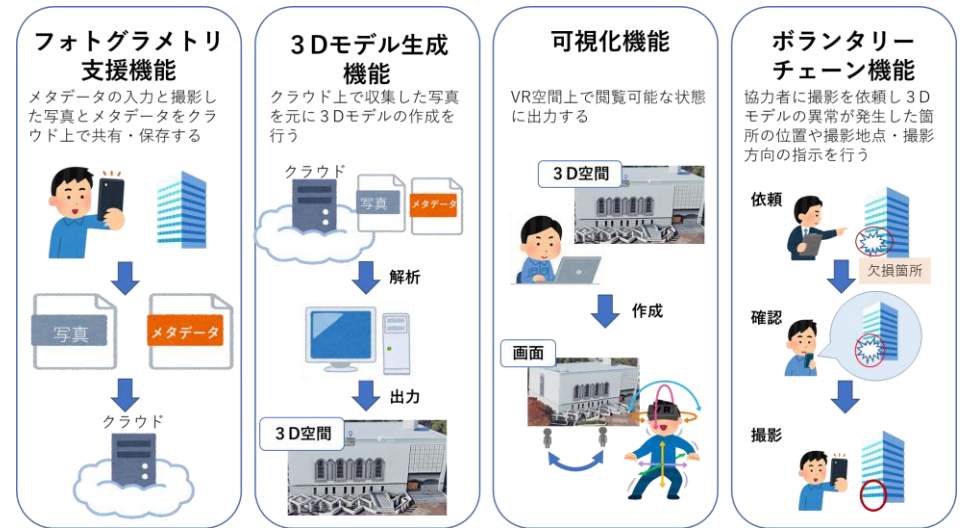 フォトグラメトリ
支援機能
メタデータの入力と撮影し
た写真とメタデータをクラ
ウド上で共有・保存する
写真
メタデータ
クラウド
３Dモデル生成
機能
クラウド上で収集した写真
を元に３Dモデルの作成を
行う
クラウド
写真
メタデータ
解析
出力
３D空間
可視化機能
VR空間上で閲覧可能な状態
に出力する
３D空間
作成
画面
VR
ボランタリー
チェーン機能
協力者に撮影を依頼し３D
モデルの異常が発生した箇
所の位置や撮影地点・撮影
方向の指示を行う
依頼
欠損箇所
確認
撮影